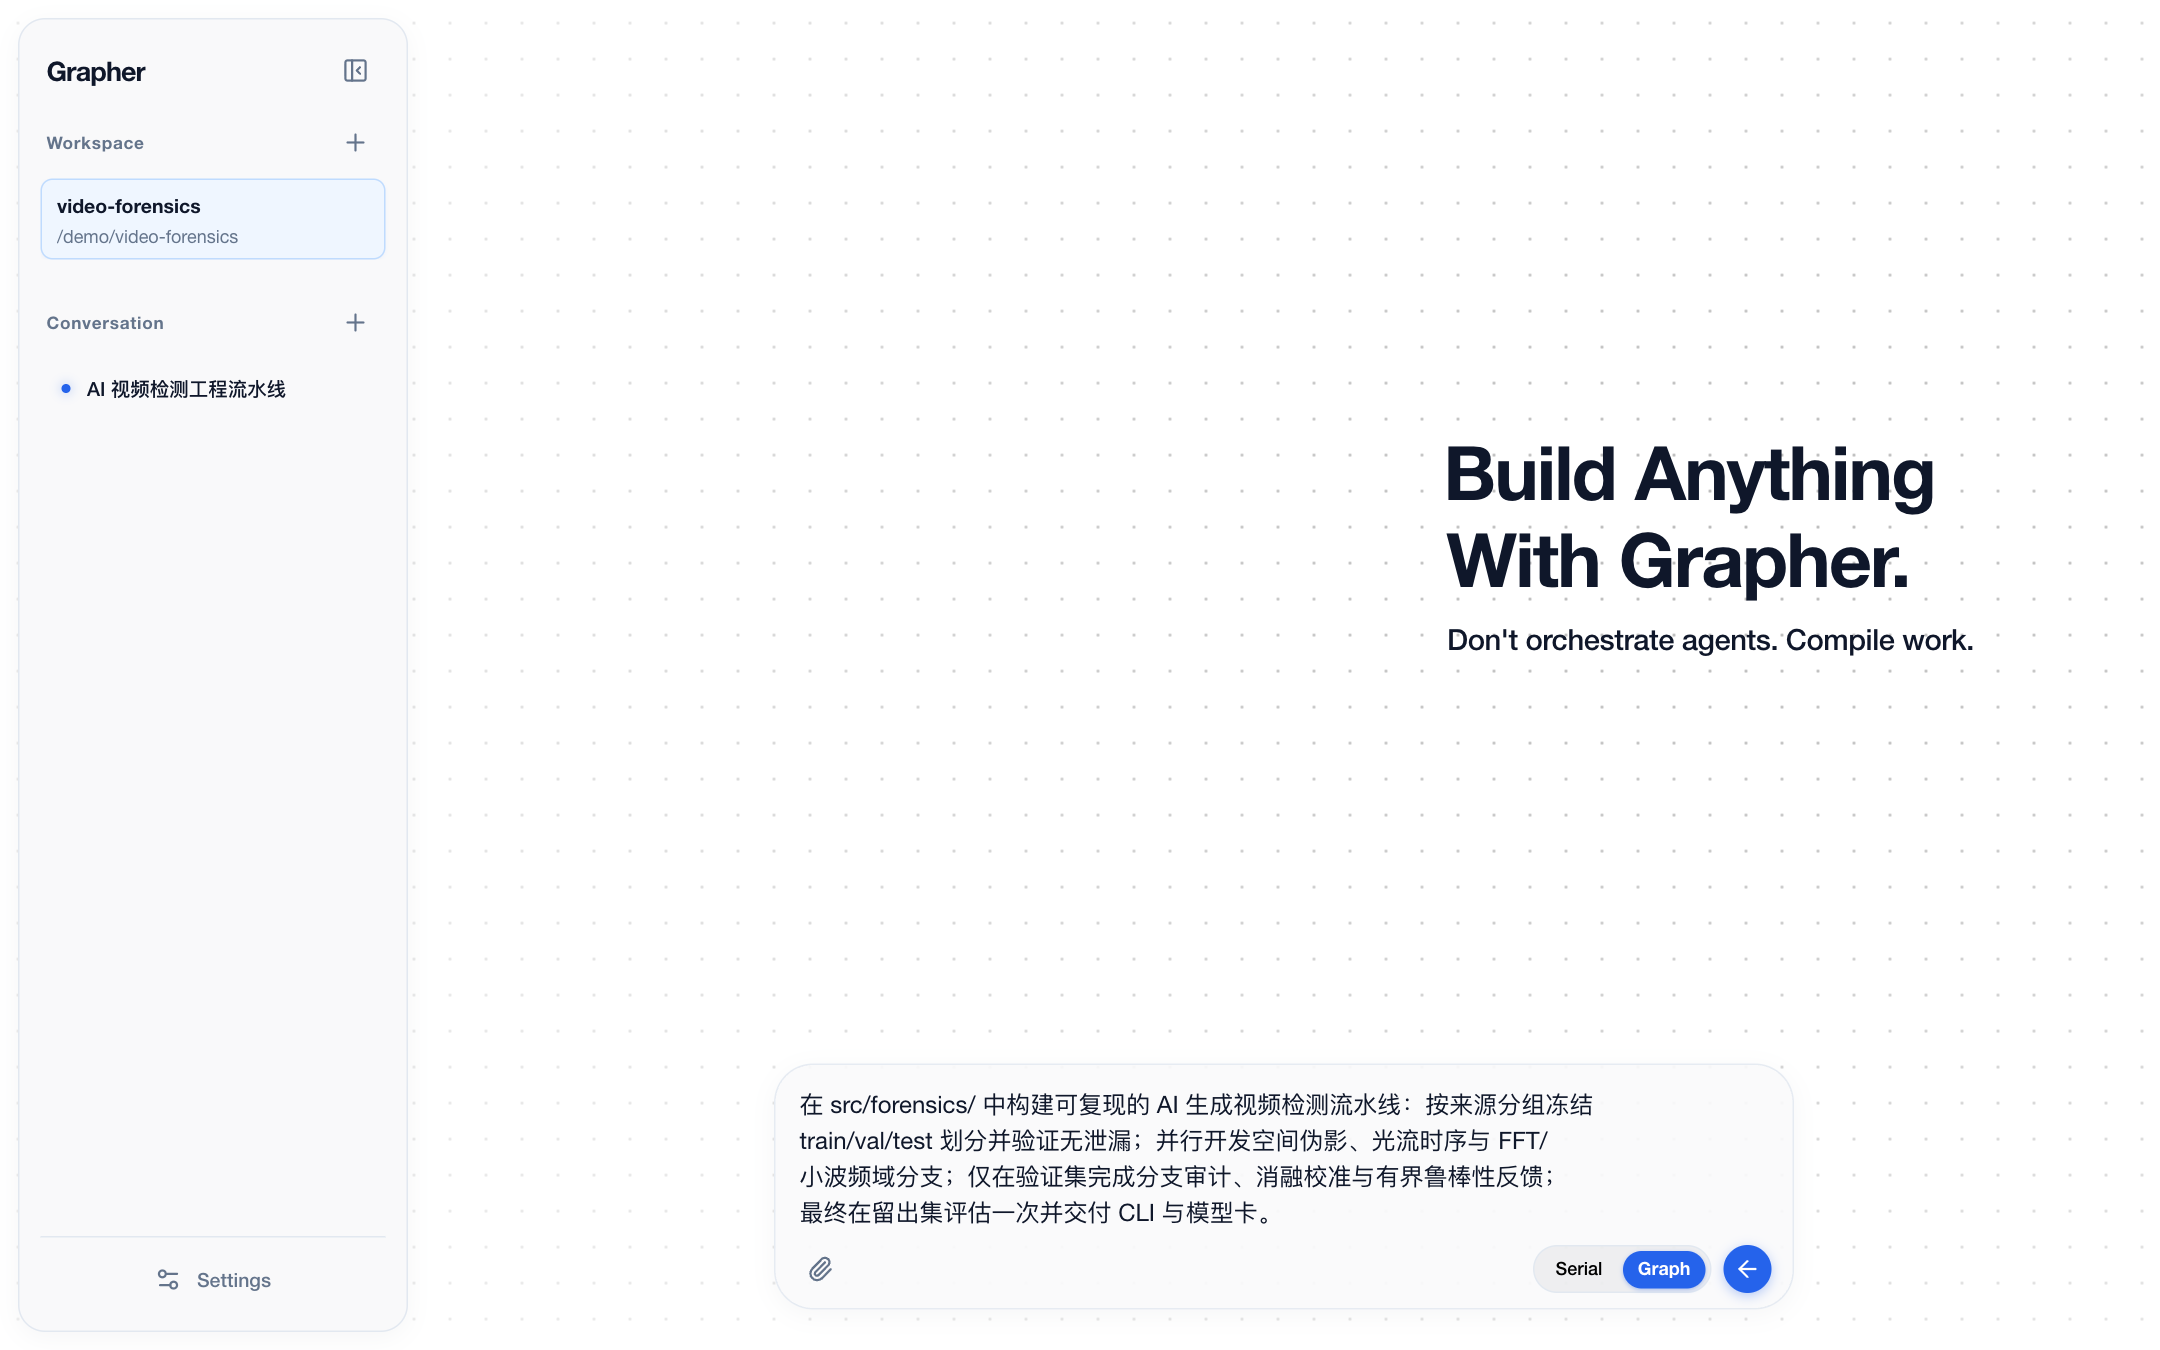 Grapher
Workspace
video-forensics
/demo/video-forensics
Conversation
AI 视频检测工程流水线
Settings
Build Anything
With Grapher.
Don't orchestrate agents. Compile work.
在 src/forensics/ 中构建可复现的 AI 生成视频检测流水线：按来源分组冻结
train/val/test 划分并验证无泄漏；并行开发空间伪影、光流时序与 FFT/
小波频域分支；仅在验证集完成分支审计、消融校准与有界鲁棒性反馈；
最终在留出集评估一次并交付 CLI 与模型卡。
Serial
Graph